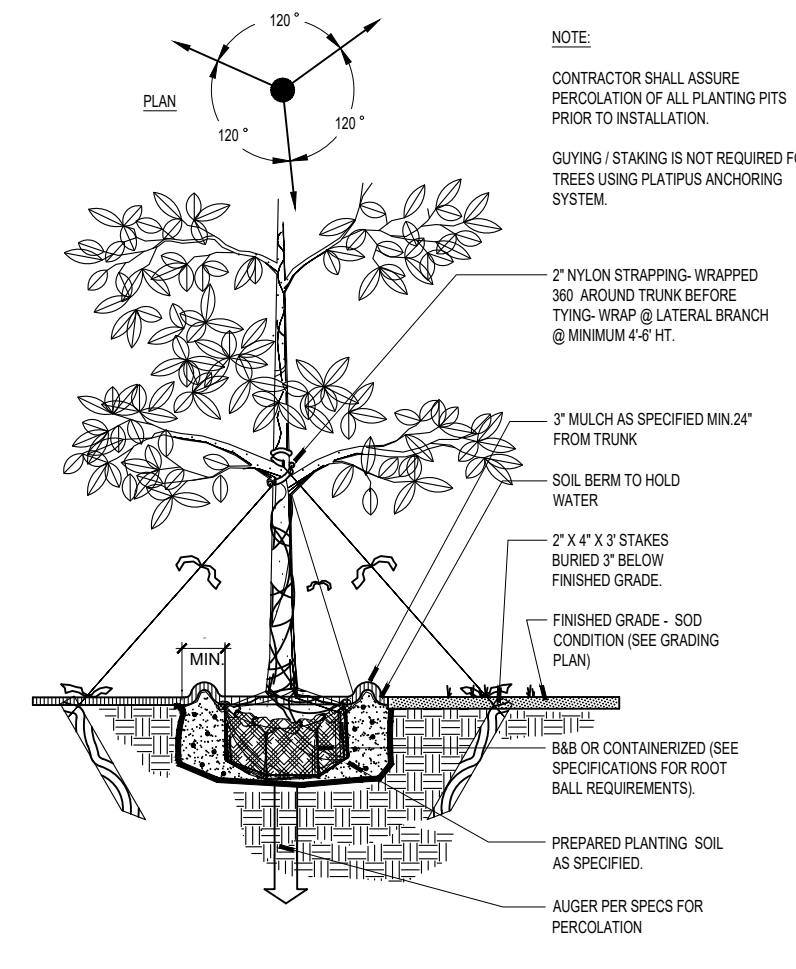 120 °
PLAN
120 °
120 °
NOTE:
CONTRACTOR SHALL ASSURE
PERCOLATION OF ALL PLANTING PITS
PRIOR TO INSTALLATION.
GUYING / STAKING IS NOT REQUIRED FO
TREES USING PLATIPUS ANCHORING
SYSTEM.
2" NYLON STRAPPING- WRAPPED
360 AROUND TRUNK BEFORE
TYING- WRAP @ LATERAL BRANCH
@ MINIMUM 4'-6' HT.
3" MULCH AS SPECIFIED MIN.24"
FROM TRUNK
SOIL BERM TO HOLD
WATER
2" X 4" X 3' STAKES
BURIED 3" BELOW
FINISHED GRADE.
FINISHED GRADE - SOD
CONDITION (SEE GRADING
PLAN)
MIN.
B&B OR CONTAINERIZED (SEE
SPECIFICATIONS FOR ROOT
BALL REQUIREMENTS).
PREPARED PLANTING SOIL
AS SPECIFIED.
AUGER PER SPECS FOR
PERCOLATION